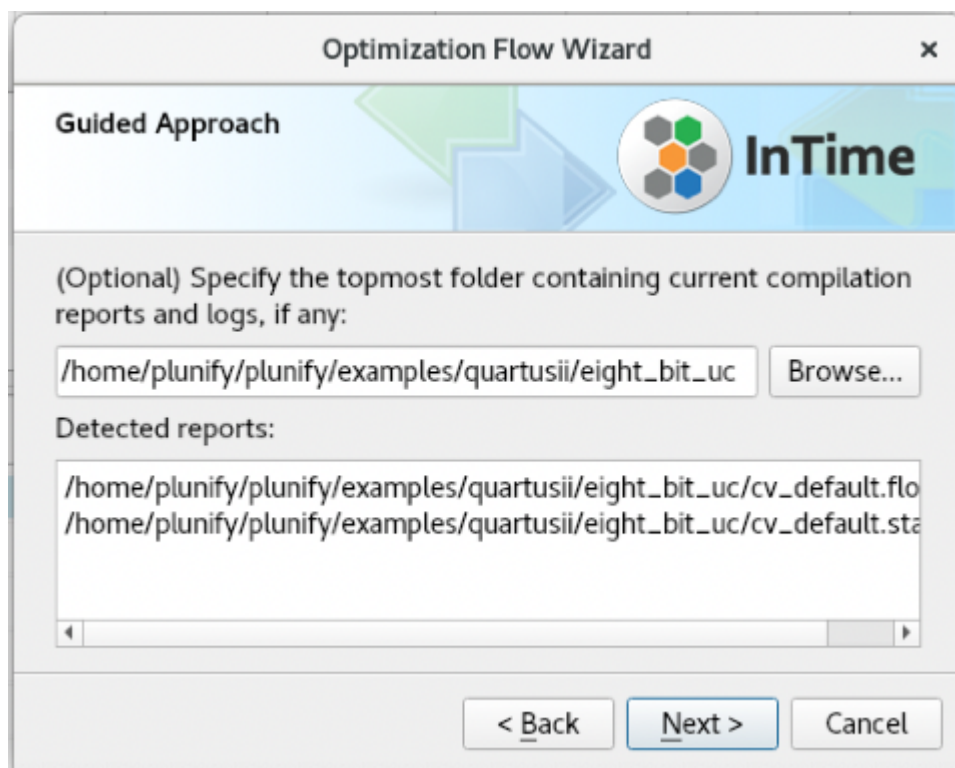 Optimization Flow Wizard
×
Guided Approach
InTime
(Optional) Specify the topmost folder containing current compilation
reports and logs, if any:
/home/plunify/plunify/examples/quartusii/eight_bit_uc
Browse...
Detected reports:
/home/plunify/plunify/examples/quartusii/eight_bit_uc/cv_default.flo
/home/plunify/plunify/examples/quartusii/eight_bit_uc/cv_default.sta
< Back
Next >
Cancel